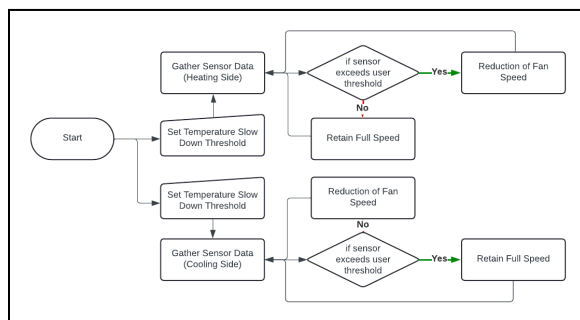 Gather Sensor Data
(Heating Side)
if sensor
exceeds user
threshold
Yes
Reduction of Fan
Speed
No
Start
Set Temperature Slow
Down Threshold
Retain Full Speed
Set Temperature Slow
Down Threshold
Reduction of Fan
Speed
No
Gather Sensor Data
(Cooling Side)
if sensor
exceeds user
threshold
Yes
Retain Full Speed